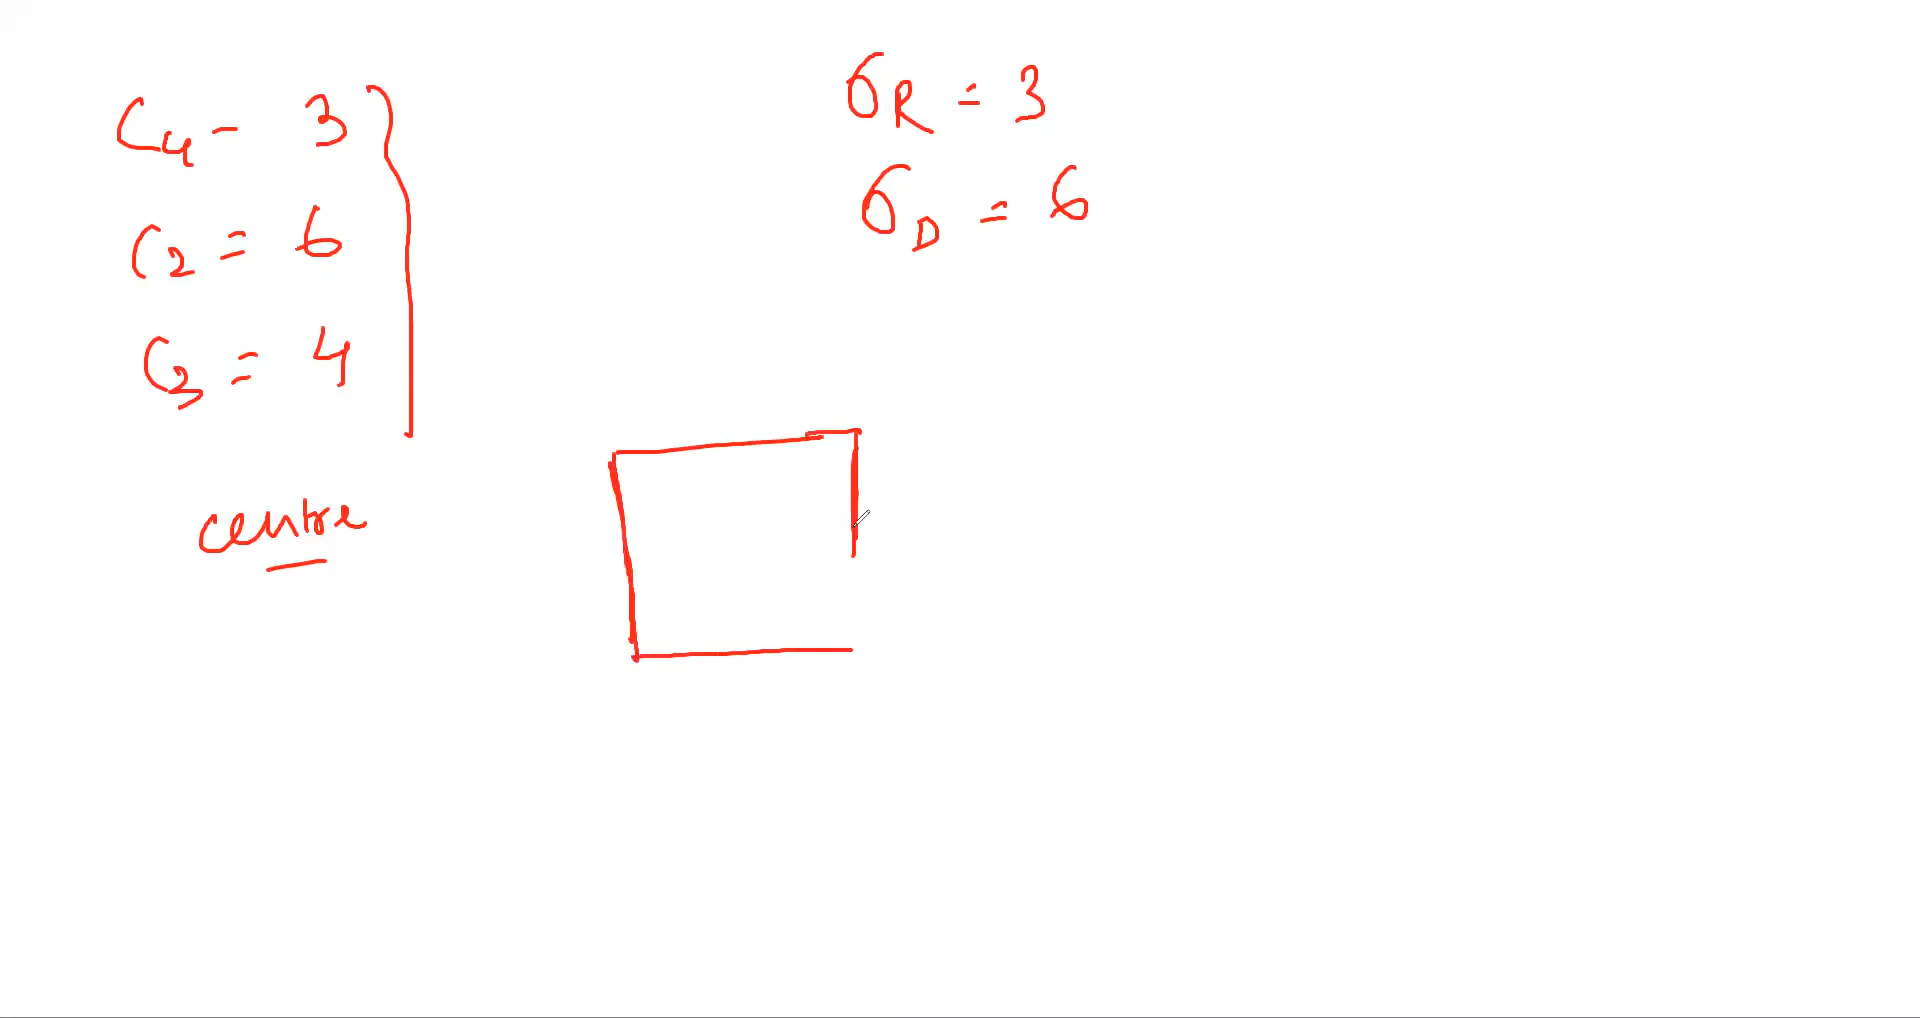 C4 - 3
C2 = 6
C3 = 4
centre
σR = 3
σD = 6